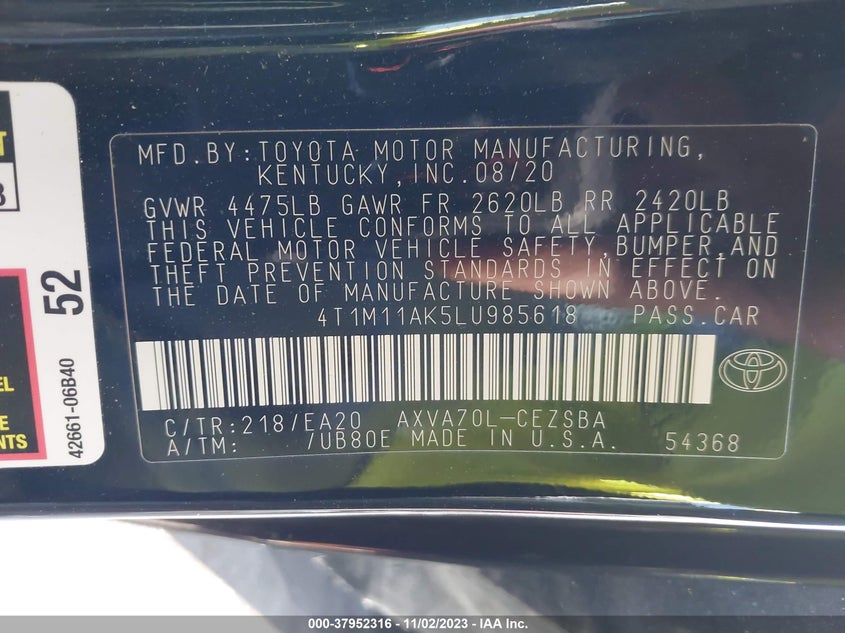 MFD.BY:TOYOTA MOTOR MANUFACTURING,
KENTUCKY,INC.08/20
GVWR 4475LB GAWR FR 2620LB RR 2420LB
THIS VEHICLE CONFORMS TO ALL APPLICABLE
FEDERAL MOTOR VEHICLE SAFETY,BUMPER,AND
THEFT PREVENTION STANDARDS IN EFFECT ON
THE DATE OF MANUFACTURE SHOWN ABOVE.
4T1M11AK5LU985618 PASS.CAR
C/TR:218/EA20 AXVA70L-CEZSBA
A/TM: /UB80E MADE IN U.S.A. 54368
52
42661-06B40
000-37952316 - 11/02/2023 - IAA Inc.